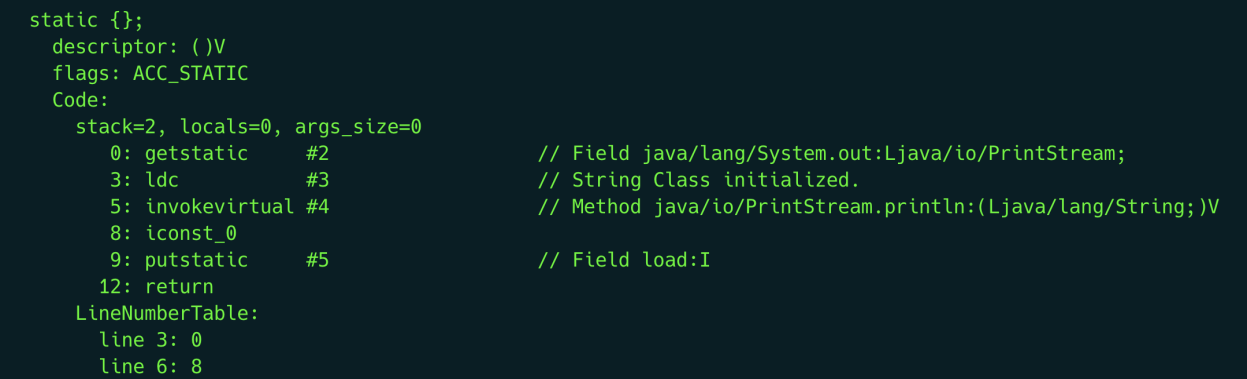 static {};
descriptor: ()V
flags: ACC_STATIC
Code:
stack=2, locals=0, args_size=0
0: getstatic #2 // Field java/lang/System.out:Ljava/io/PrintStream;
3: ldc #3 // String Class initialized.
5: invokevirtual #4 // Method java/io/PrintStream.println:(Ljava/lang/String;)V
8: iconst_0
9: putstatic #5 // Field load:I
12: return
LineNumberTable:
line 3: 0
line 6: 8